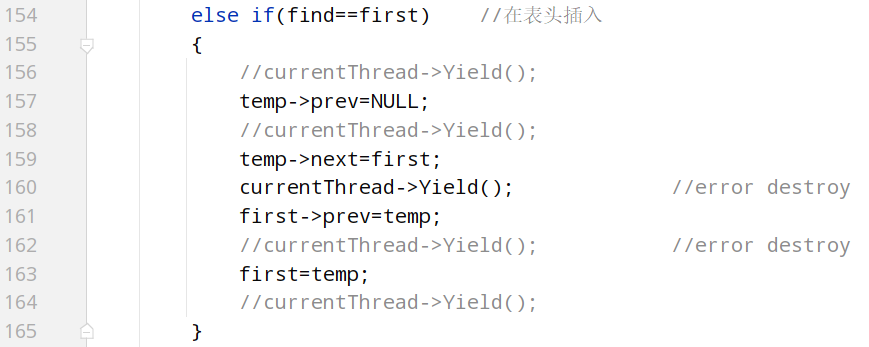 154 else if(find==first) //在表头插入
155 {
156 //currentThread->Yield();
157 temp->prev=NULL;
158 //currentThread->Yield();
159 temp->next=first;
160 currentThread->Yield(); //error destroy
161 first->prev=temp;
162 //currentThread->Yield(); //error destroy
163 first=temp;
164 //currentThread->Yield();
165 }